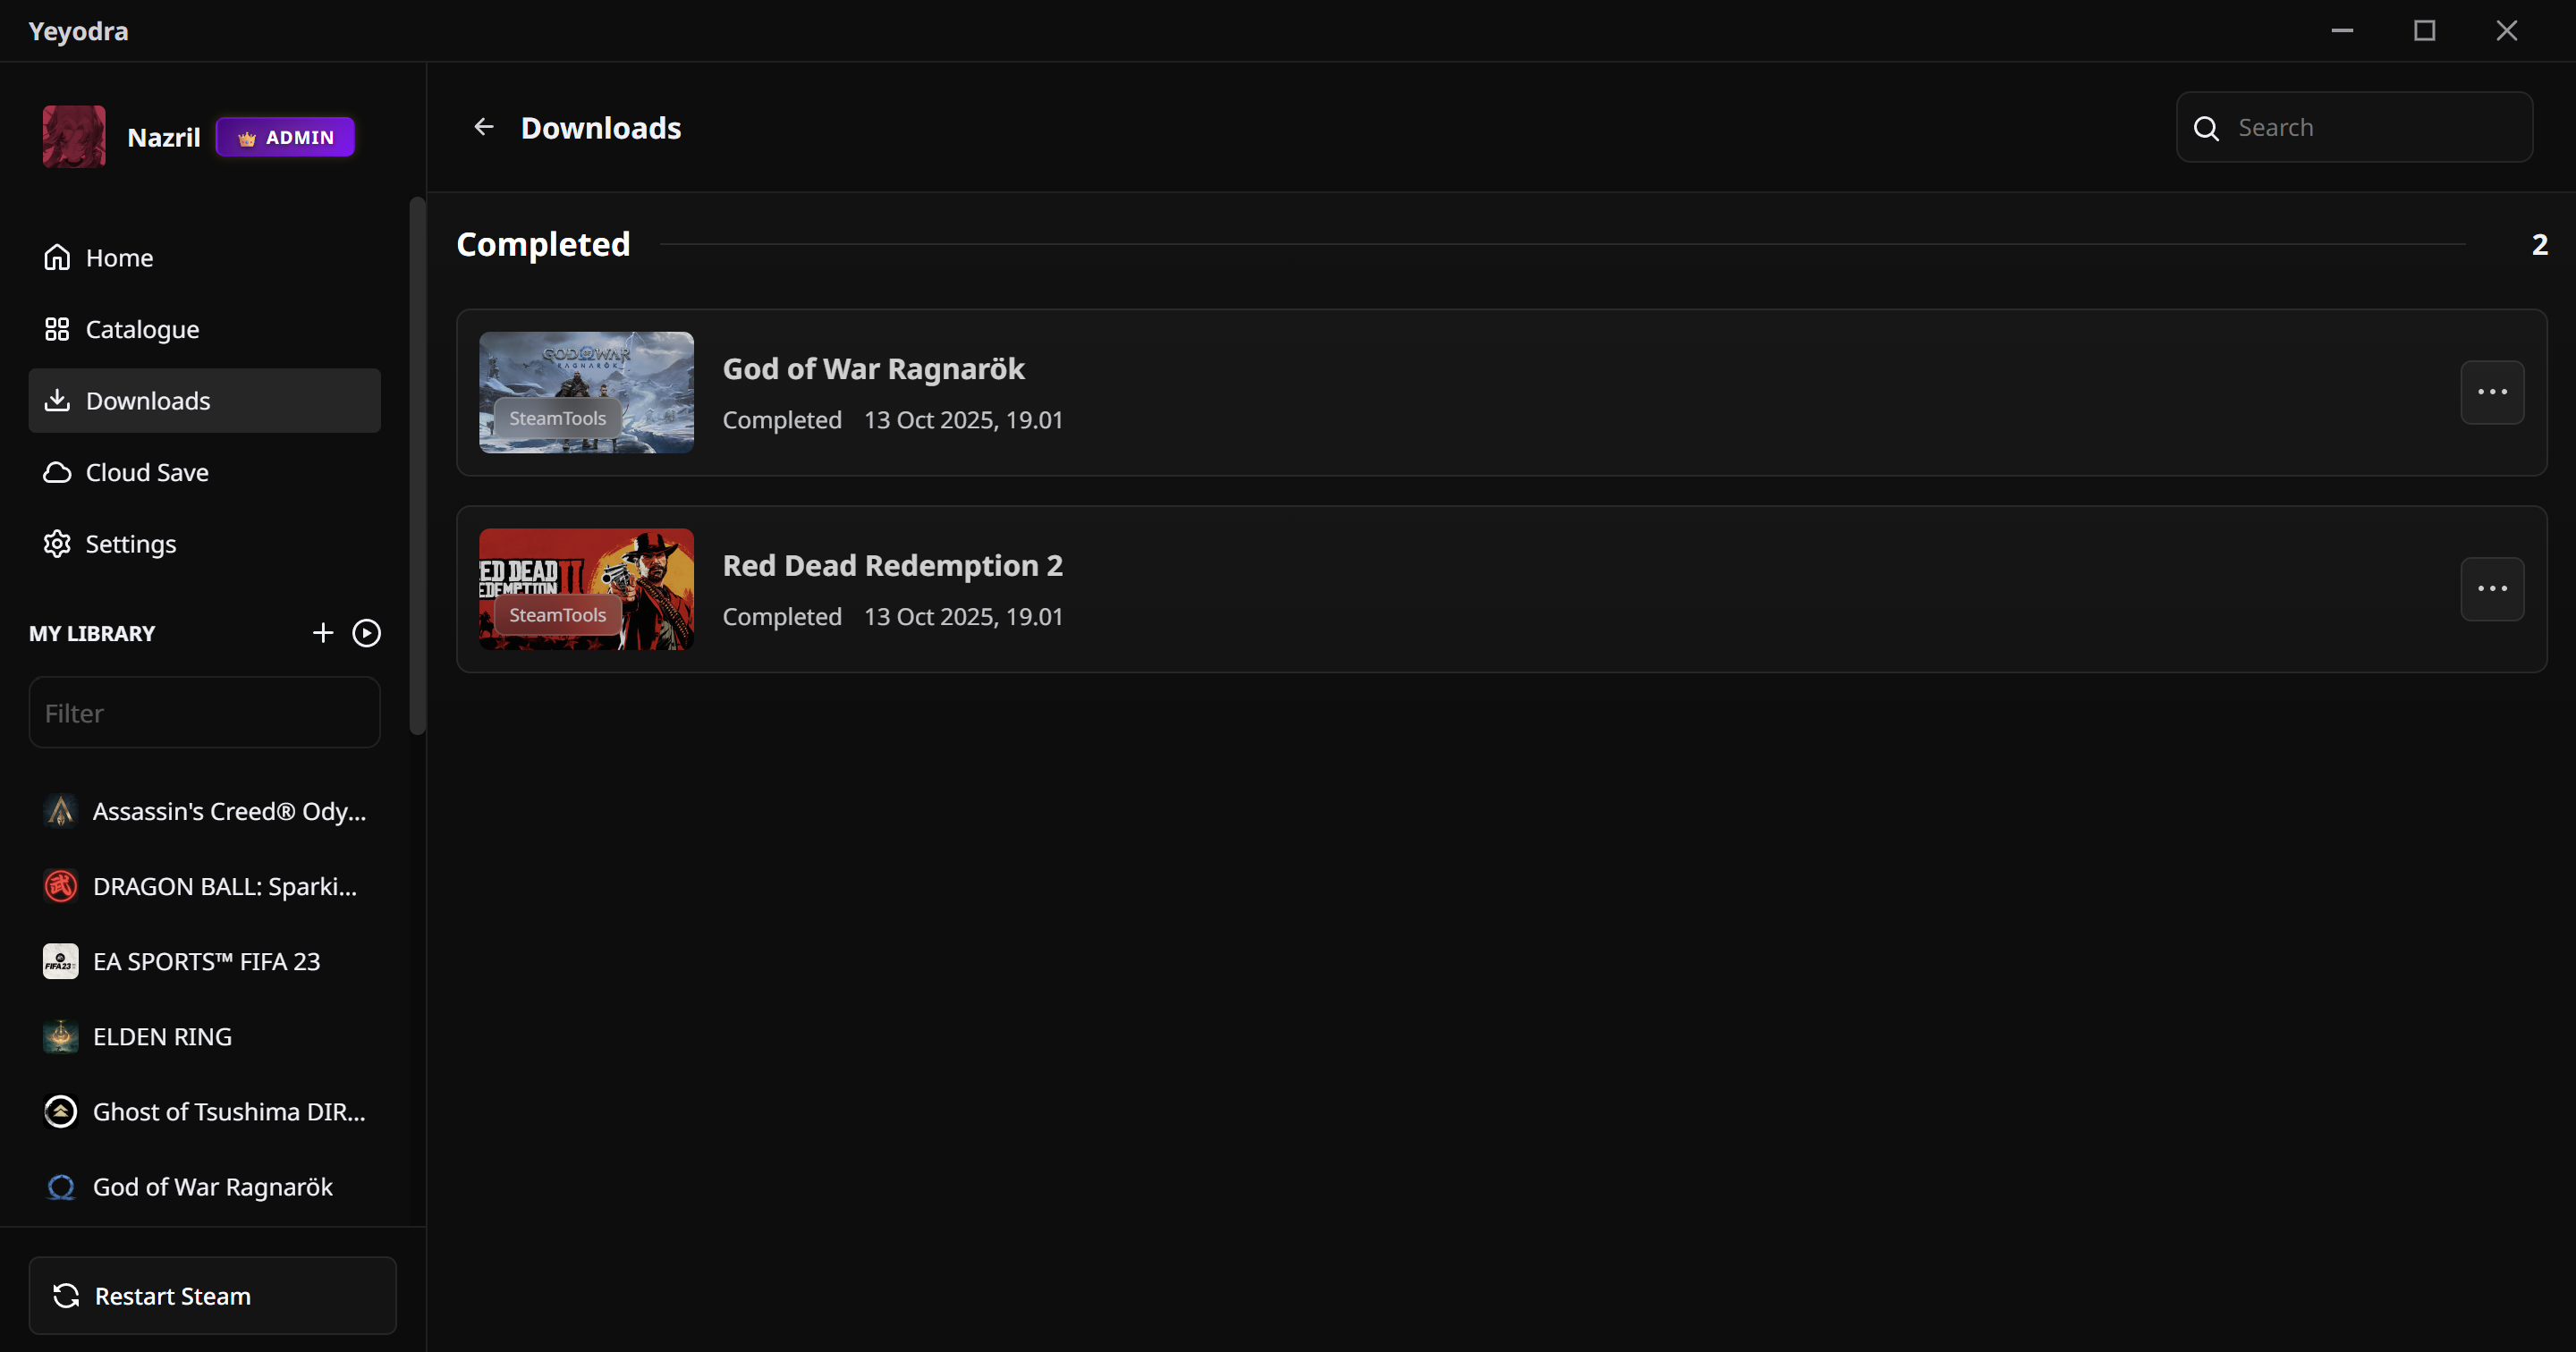 Yeyodra
Nazril
ADMIN
Home
Catalogue
Downloads
Cloud Save
Settings
MY LIBRARY
Filter
Assassin's Creed® Ody...
DRAGON BALL: Sparki...
EA SPORTS™ FIFA 23
ELDEN RING
Ghost of Tsushima DIR...
God of War Ragnarök
Restart Steam
Downloads
Search
Completed
2
GOD OF WAR
RAGNARÖK
SteamTools
God of War Ragnarök
Completed 13 Oct 2025, 19.01
RED DEAD
REDEMPTION II
SteamTools
Red Dead Redemption 2
Completed 13 Oct 2025, 19.01